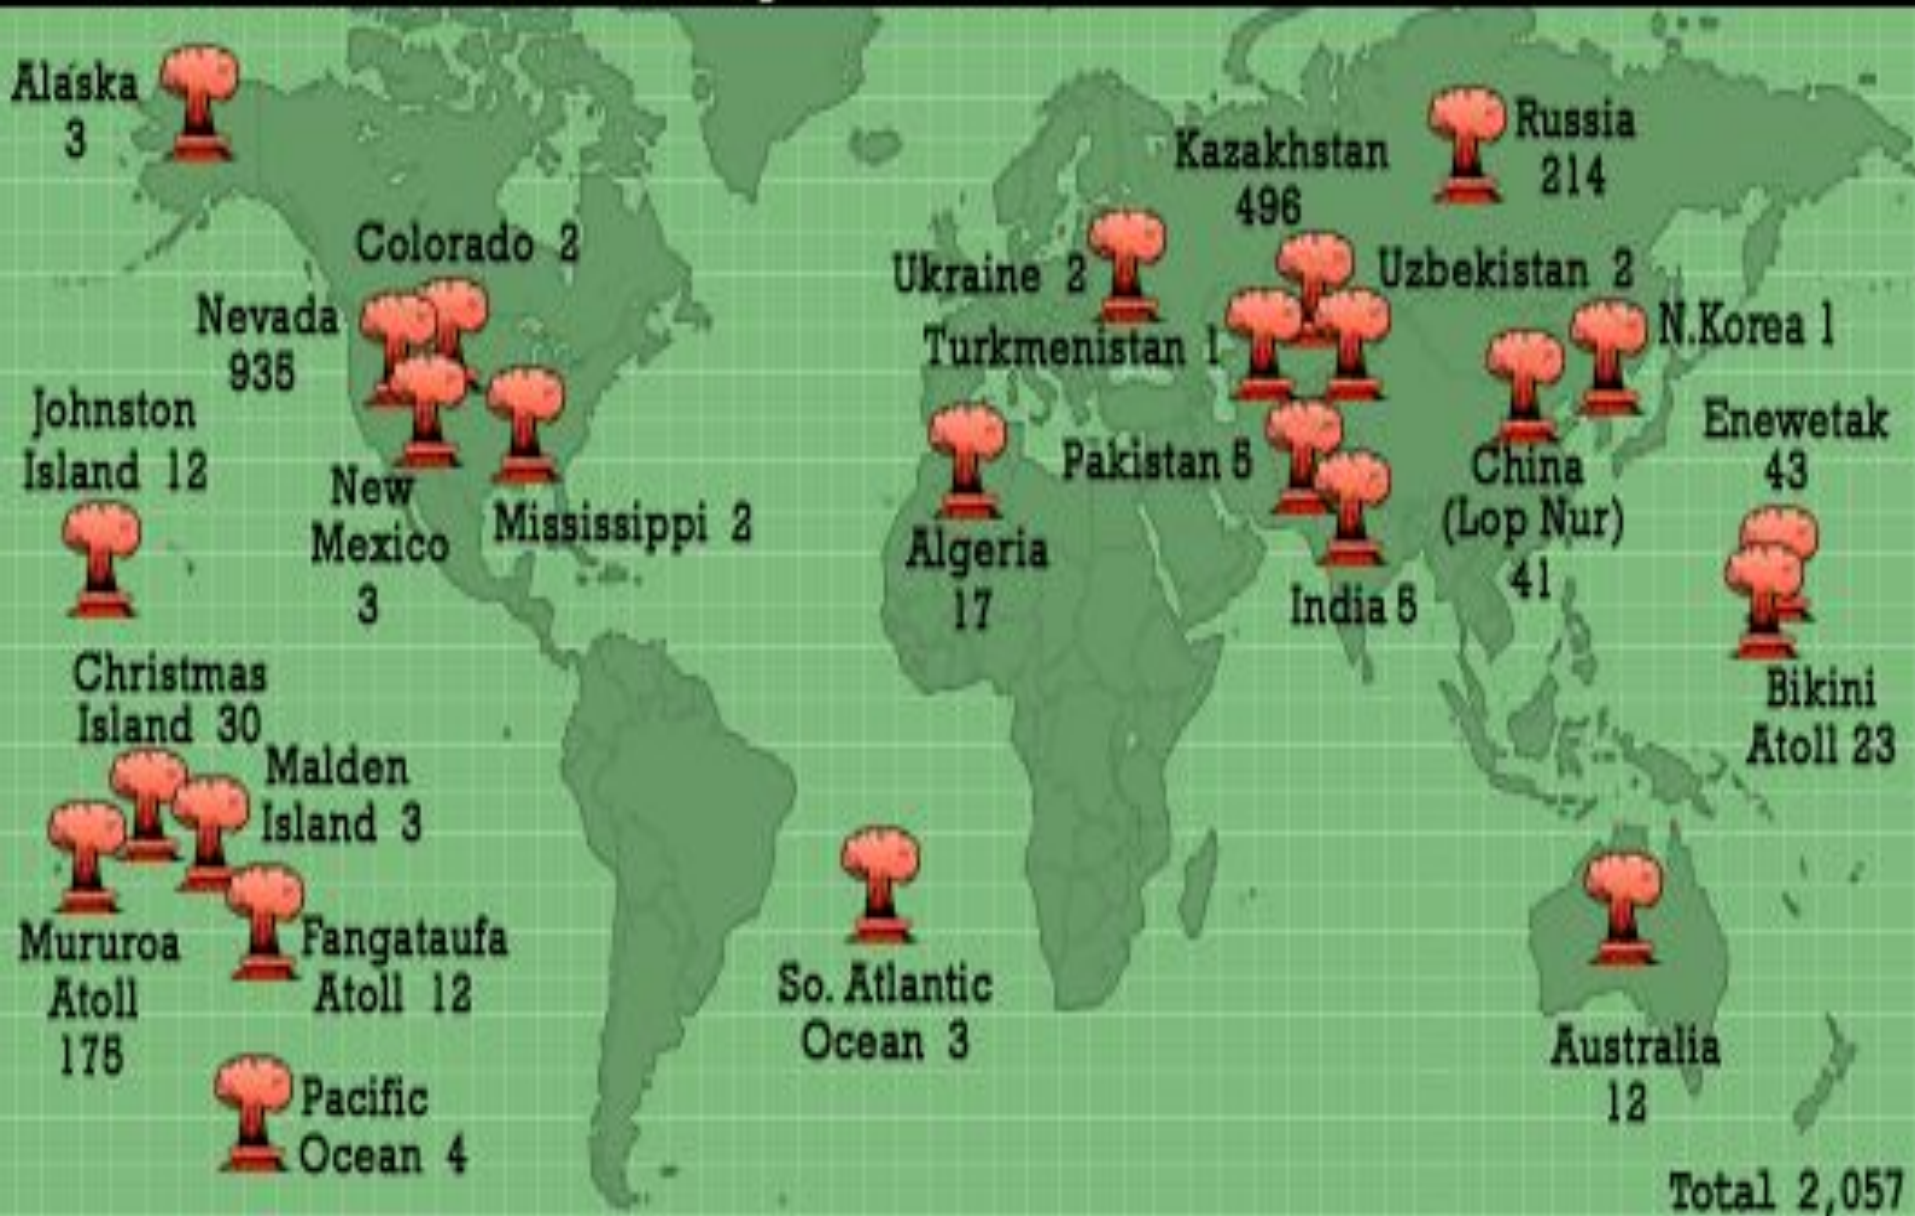 Alaska
3
Kazakhstan
496
Russia
214
Colorado 2
Ukraine 2
Uzbekistan 2
Nevada
935
Turkmenistan 1
N.Korea 1
Johnston
Island 12
New
Mexico
3
Mississippi 2
Algeria
17
Pakistan 5
India 5
China
(Lop Nur)
41
Enewetak
43
Bikini
Atoll 23
Christmas
Island 30
Malden
Island 3
Mururoa
Atoll
175
Fangataufa
Atoll 12
Pacific
Ocean 4
So. Atlantic
Ocean 3
Australia
12
Total 2,057